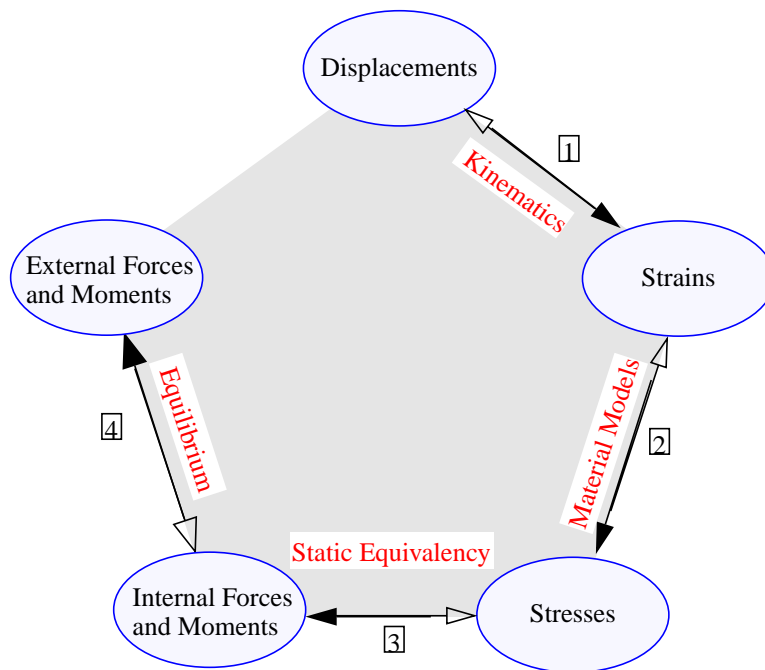 Displacements
1
Kinematics
External Forces
and Moments
Strains
Equilibrium
4
Material Models
2
Static Equivalency
Internal Forces
and Moments
3
Stresses